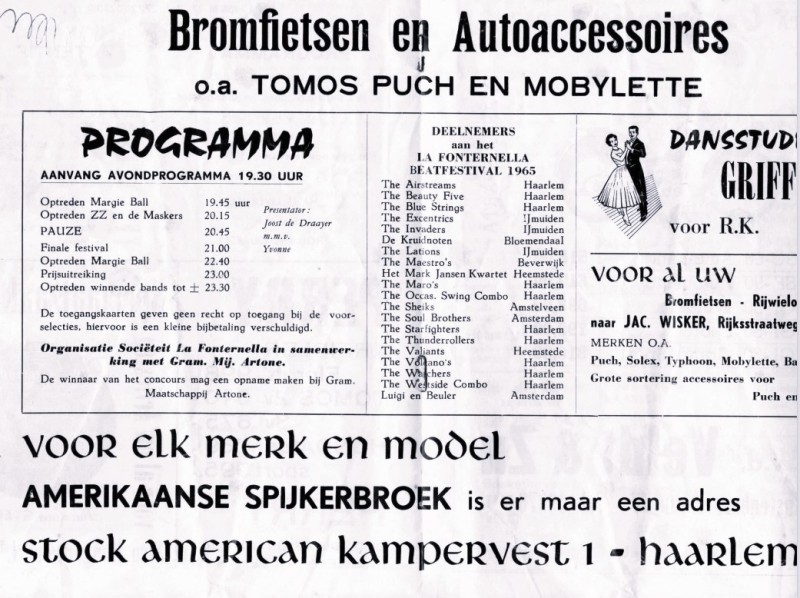 Bromfietsen en Autoaccessoires
o.a. TOMOS PUCH EN MOBYLETTE
PROGRAMMA
AANVANG AVONDPROGRAMMA 19.30 UUR
Optreden Margie Ball 19.45 uur
Optreden ZZ en de Maskers 20.15
PAUZE 20.45
Finale festival 21.00
Optreden Margie Ball 22.40
Prijsuitreiking 23.00
Optreden winnende bands tot ± 23.30
Presentator:
Joost de Draayer
m.m.v.
Yvonne
De toegangskaarten geven geen recht op toegang bij de voor-
selecties, hiervoor is een kleine bijbetaling verschuldigd.
Organisatie Sociëteit La Fonternella in samenwer-
king met Gram. Mij. Artone.
De winnaar van het concours mag een opname maken bij Gram.
Maatschappij Artone.
DEELNEMERS
aan het
LA FONTERNELLA
BEATFESTIVAL 1965
The Airstreams Haarlem
The Beauty Five Haarlem
The Blue Strings Haarlem
The Excentrics IJmuiden
The Invaders IJmuiden
De Kruidnoten Bloemendaal
The Lations IJmuiden
The Maestro's Beverwijk
Het Mark Jansen Kwartet Heemstede
The Maro's Haarlem
The Occas. Swing Combo Haarlem
The Sheiks Amstelveen
The Soul Brothers Amsterdam
The Starfighters Haarlem
The Thunderrollers Haarlem
The Valiants Heemstede
The Volcano's Haarlem
The Watchers Haarlem
The Westside Combo Haarlem
Luigi en Beuler Amsterdam
DANSSTUD
GRIFF
voor R.K.
voor al uw
Bromfietsen - Rijwielo
naar JAC. WISKER, Rijksstraatweg
MERKEN O.A.
Puch, Solex, Typhoon, Mobylette, Ba
Grote sortering accessoires voor
Puch en
voor elk merk en model
AMERIKAANSE SPIJKERBROEK is er maar een adres
stock american kampervest 1 - haarlem